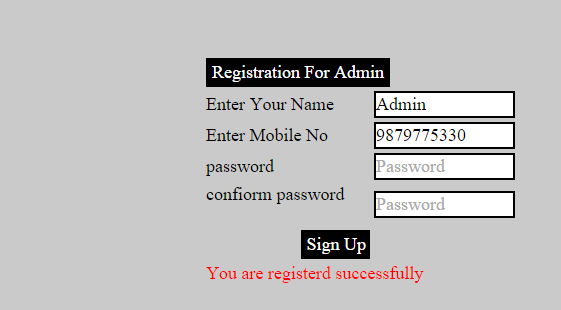 Registration For Admin
Enter Your Name Admin
Enter Mobile No 9879775330
password Password
confiorm password Password
Sign Up
You are registerd successfully